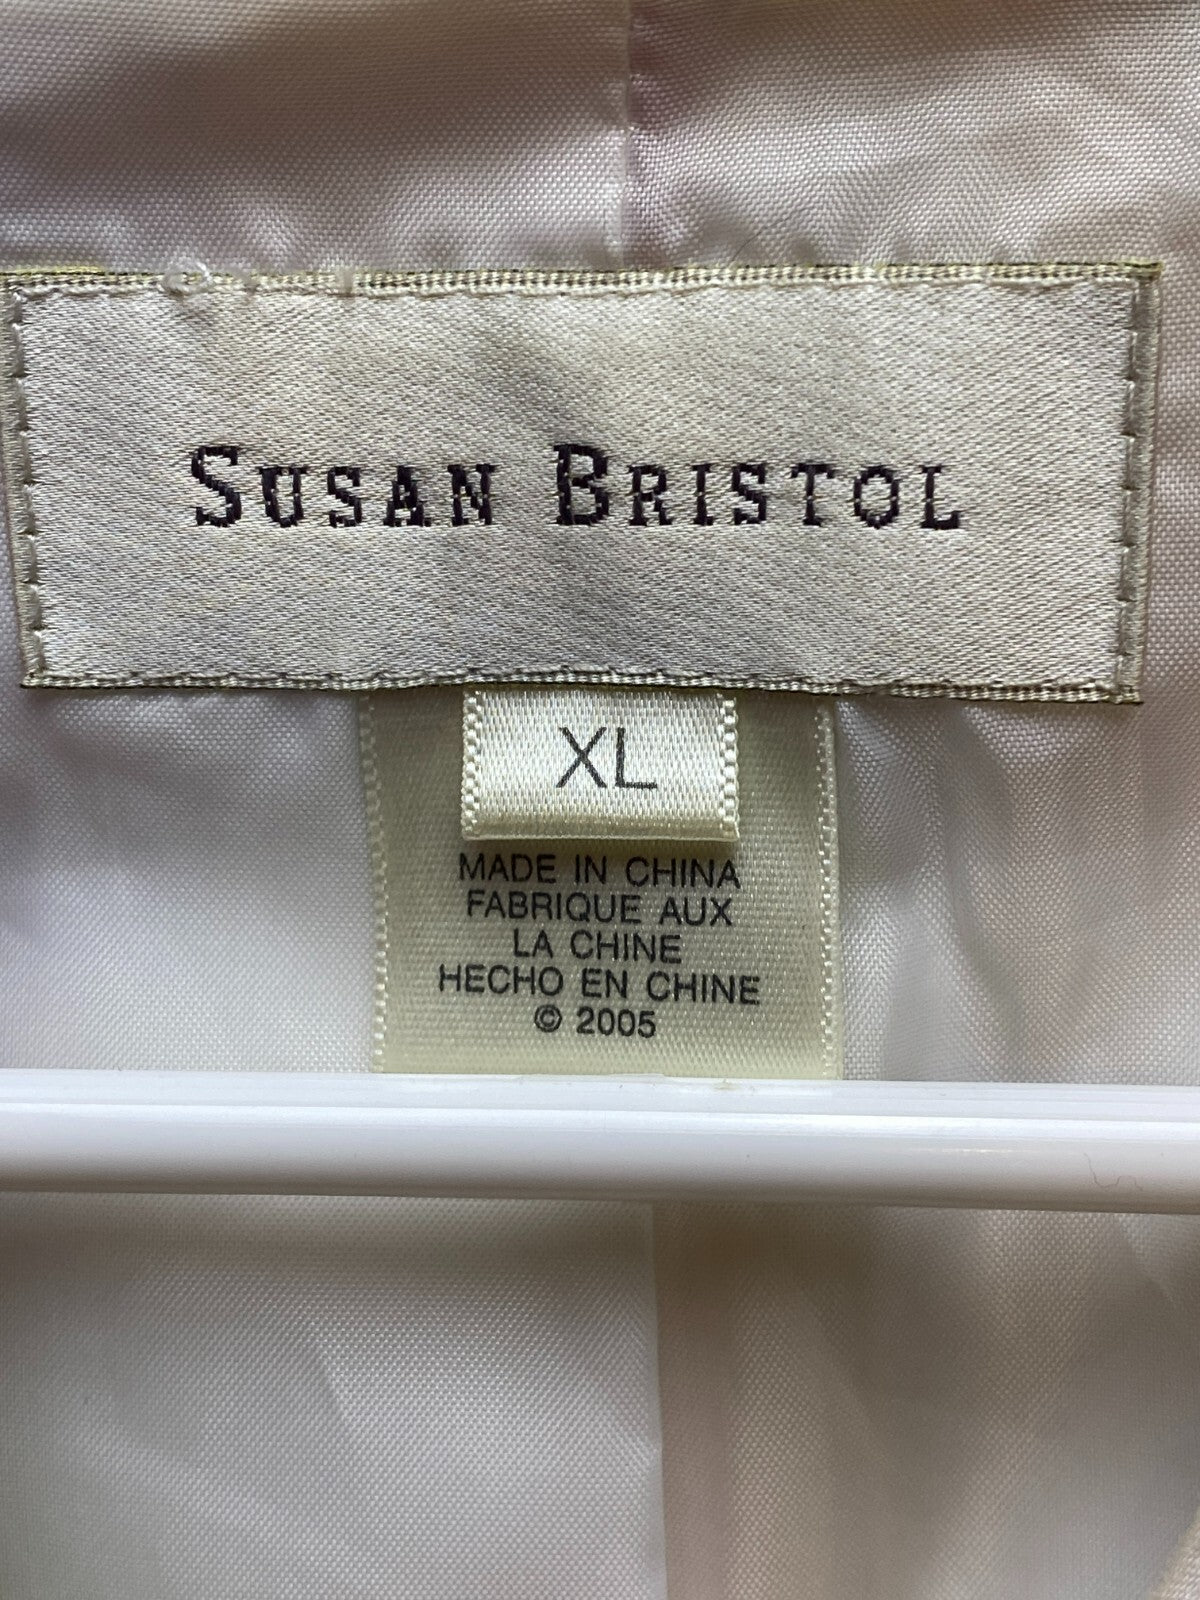 SUSAN BRISTOL
XL
MADE IN CHINA
FABRIQUE AUX
LA CHINE
HECHO EN CHINE
© 2005